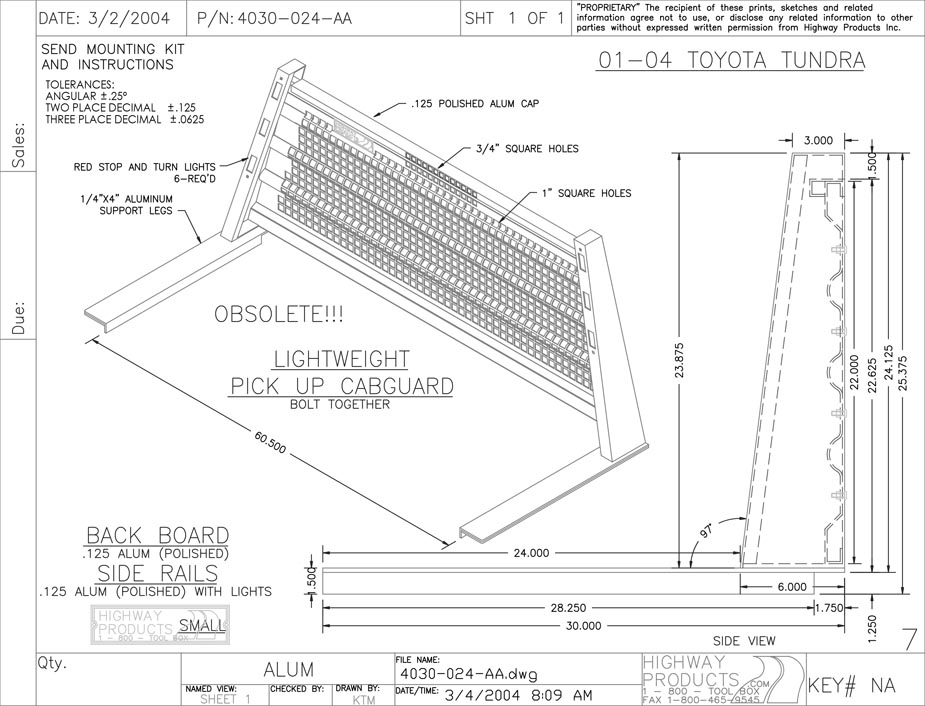 DATE: 3/2/2004
P/N: 4030-024-AA
SHT 1 OF 1
"PROPRIETARY" The recipient of these prints, sketches and related
information agree not to use, or disclose any related information to other
parties without expressed written permission from Highway Products Inc.
SEND MOUNTING KIT
AND INSTRUCTIONS
TOLERANCES:
ANGULAR ±.25°
TWO PLACE DECIMAL ±.125
THREE PLACE DECIMAL ±.0625
01-04 TOYOTA TUNDRA
Sales:
Due:
.125 POLISHED ALUM CAP
3/4" SQUARE HOLES
1" SQUARE HOLES
RED STOP AND TURN LIGHTS
6-REQ'D
1/4"X4" ALUMINUM
SUPPORT LEGS
OBSOLETE!!!
LIGHTWEIGHT
PICK UP CABGUARD
BOLT TOGETHER
60.500
3.000
1.500
23.875
22.000
22.625
24.125
25.375
97°
24.000
1.500
6.000
28.250
1.750
30.000
1.250
SIDE VIEW
7
BACK BOARD
.125 ALUM (POLISHED)
SIDE RAILS
.125 ALUM (POLISHED) WITH LIGHTS
HIGHWAY
PRODUCTS
1 - 800 - TOOL BOX
SMALL
Qty.
ALUM
NAMED VIEW:
SHEET 1
CHECKED BY:
DRAWN BY:
KTM
FILE NAME:
4030-024-AA.dwg
DATE/TIME: 3/4/2004 8:09 AM
HIGHWAY
PRODUCTS
.COM
1 - 800 - TOOL BOX
FAX 1-800-465-9545
KEY# NA